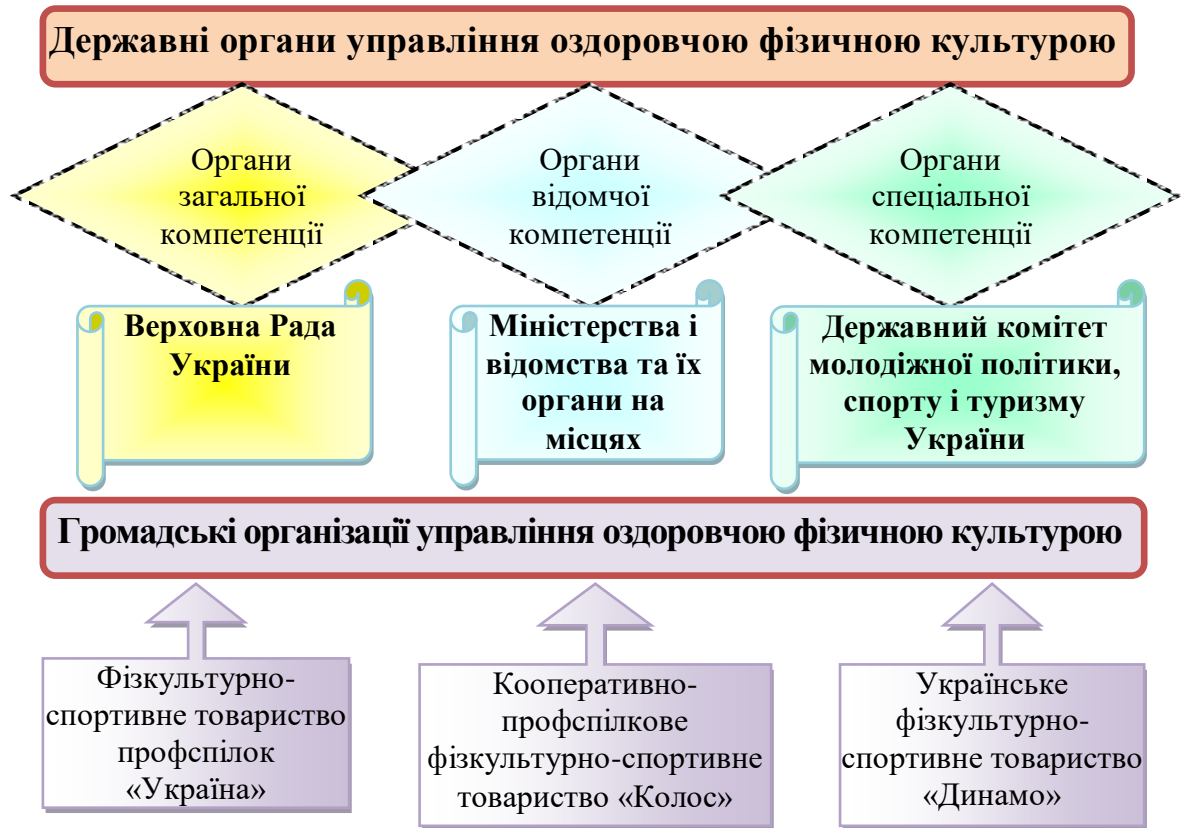 Державні органи управління оздоровчою фізичною культурою
Органи
загальної
компетенції
Органи
відомчої
компетенції
Органи
спеціальної
компетенції
Верховна Рада
України
Міністерства і
відомства та їх
органи на
місцях
Державний комітет
молодіжної політики,
спорту і туризму
України
Громадські організації управління оздоровчою фізичною культурою
Фізкультурно-
спортивне товариство
профспілок
«Україна»
Кооперативно-
профспілкове
фізкультурно-спортивне
товариство «Колос»
Українське
фізкультурно-
спортивне товариство
«Динамо»